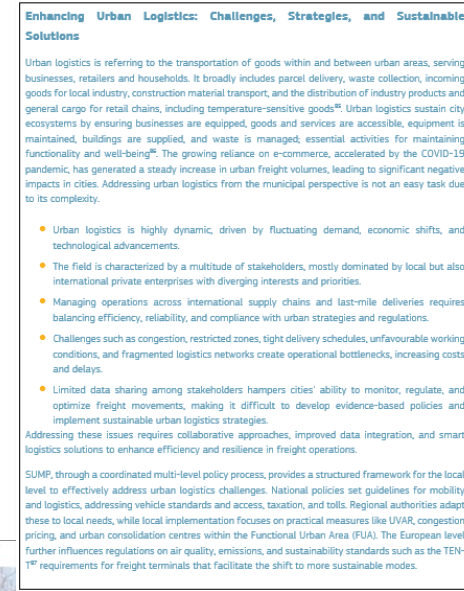 Enhancing Urban Logistics: Challenges, Strategies, and Sustainable
Solutions
Urban logistics is referring to the transportation of goods within and between urban areas, serving
businesses, retailers and households. It broadly includes parcel delivery, waste collection, incoming
goods for local industry, construction material transport, and the distribution of industry products and
general cargo for retail chains, including temperature-sensitive goods⁸⁵. Urban logistics sustain city
ecosystems by ensuring businesses are equipped, goods and services are accessible, equipment is
maintained, buildings are supplied, and waste is managed; essential activities for maintaining
functionality and well-being⁸⁶. The growing reliance on e-commerce, accelerated by the COVID-19
pandemic, has generated a steady increase in urban freight volumes, leading to significant negative
impacts in cities. Addressing urban logistics from the municipal perspective is not an easy task due
to its complexity.
• Urban logistics is highly dynamic, driven by fluctuating demand, economic shifts, and
technological advancements.
• The field is characterized by a multitude of stakeholders, mostly dominated by local but also
international private enterprises with diverging interests and priorities.
• Managing operations across international supply chains and last-mile deliveries requires
balancing efficiency, reliability, and compliance with urban strategies and regulations.
• Challenges such as congestion, restricted zones, tight delivery schedules, unfavourable working
conditions, and fragmented logistics networks create operational bottlenecks, increasing costs
and delays.
• Limited data sharing among stakeholders hampers cities' ability to monitor, regulate, and
optimize freight movements, making it difficult to develop evidence-based policies and
implement sustainable urban logistics strategies.
Addressing these issues requires collaborative approaches, improved data integration, and smart
logistics solutions to enhance efficiency and resilience in freight operations.
SUMP, through a coordinated multi-level policy process, provides a structured framework for the local
level to effectively address urban logistics challenges. National policies set guidelines for mobility
and logistics, addressing vehicle standards and access, taxation, and tolls. Regional authorities adapt
these to local needs, while local implementation focuses on practical measures like UVAR, congestion
pricing, and urban consolidation centres within the Functional Urban Area (FUA). The European level
further influences regulations on air quality, emissions, and sustainability standards such as the TEN-
T⁸⁷ requirements for freight terminals that facilitate the shift to more sustainable modes.